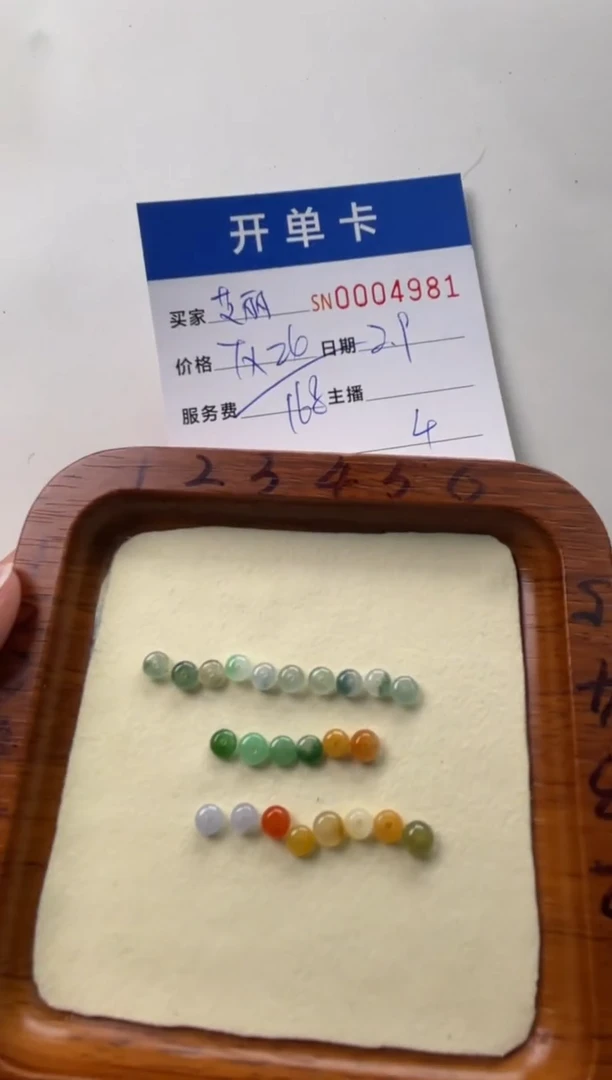 开单卡
买家 艾丽 SN0004981
价格 7x26 日期 2.9
服务费 168 主播
4
1 2 3 4 5 6